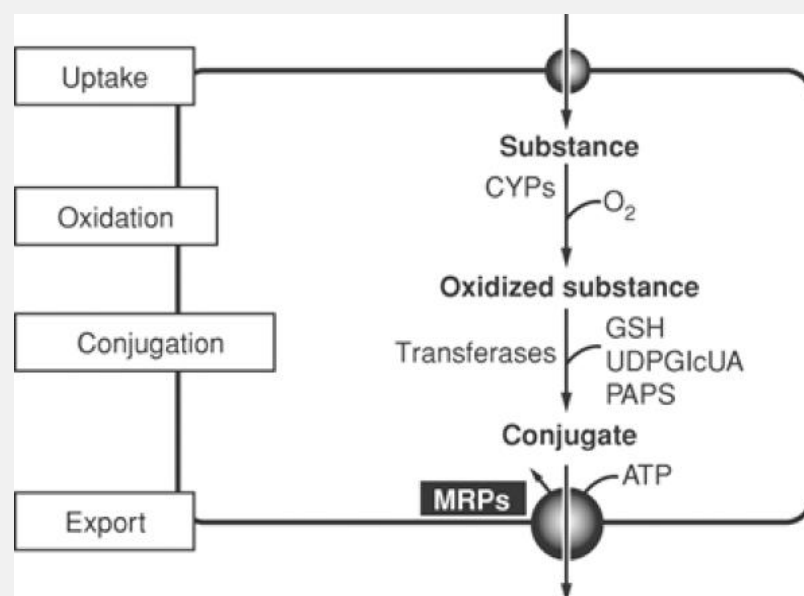 Uptake
Substance
CYPs
O2
Oxidation
Oxidized substance
Conjugation
Transferases
GSH
UDPGlcUA
PAPS
Conjugate
ATP
MRPs
Export